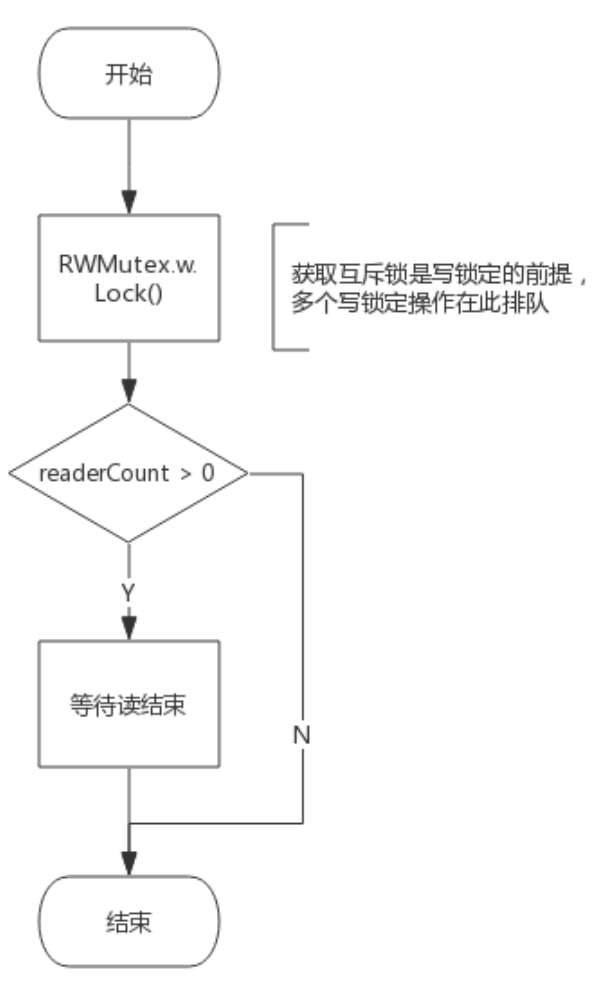 开始
RWMutex.w.
Lock()
获取互斥锁是写锁定的前提，
多个写锁定操作在此排队
readerCount > 0
Y
等待读结束
N
结束